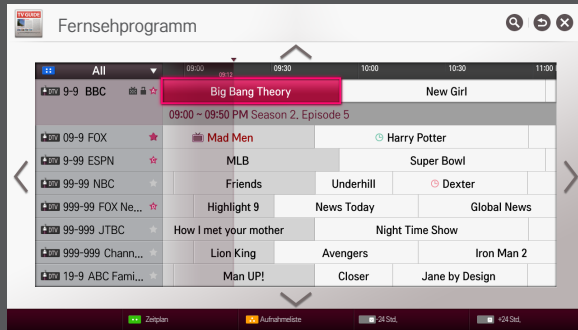 TV GUIDE
Fernsehprogramm
All 09:00 09:12 09:30 10:00 10:30 11:00
DTV 9-9 BBC Big Bang Theory New Girl
09:00 ~ 09:50 PM Season 2, Episode 5
DTV 09-9 FOX Mad Men Harry Potter
DTV 9-99 ESPN MLB Super Bowl
DTV 99-99 NBC Friends Underhill Dexter
DTV 999-99 FOX Ne... Highlight 9 News Today Global News
DTV 99-999 JTBC How I met your mother Night Time Show
DTV 999-999 Chann... Lion King Avengers Iron Man 2
DTV 19-9 ABC Fami... Man UP! Closer Jane by Design
Zeitplan Aufnahmeliste -24 Std, +24 Std,